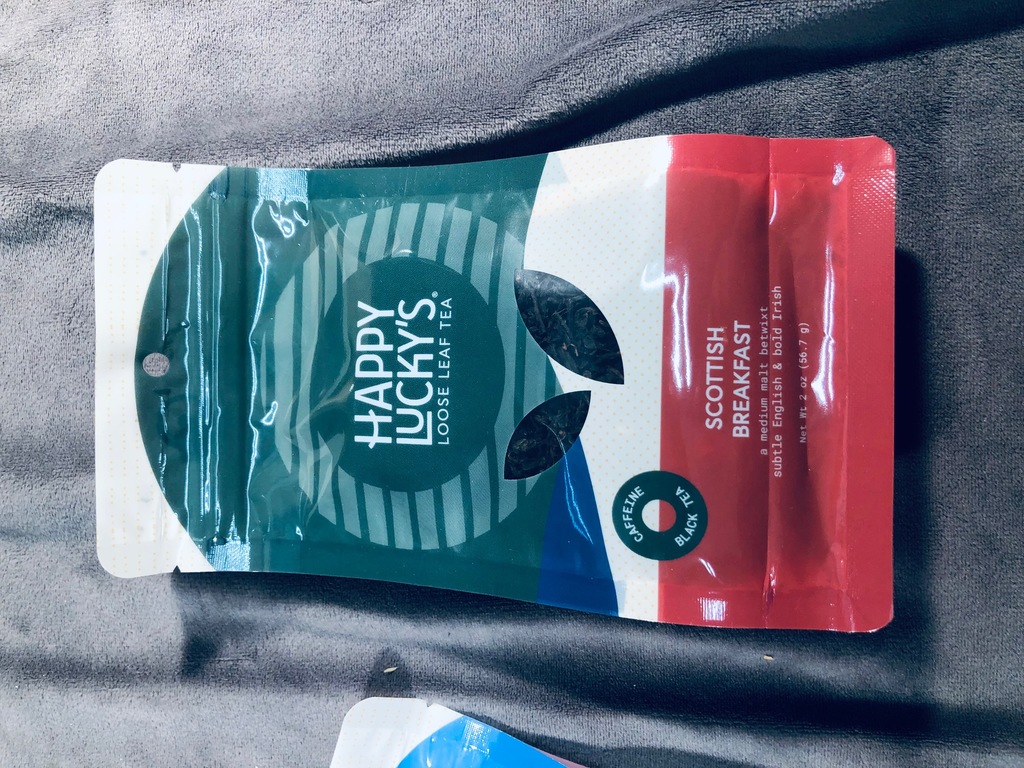 HAPPY
LUCKY'S®
LOOSE LEAF TEA
CAFFEINE
BLACK TEA
SCOTTISH
BREAKFAST
a medium malt betwixt
subtle English & bold Irish
Net Wt 2 oz (56.7 g)